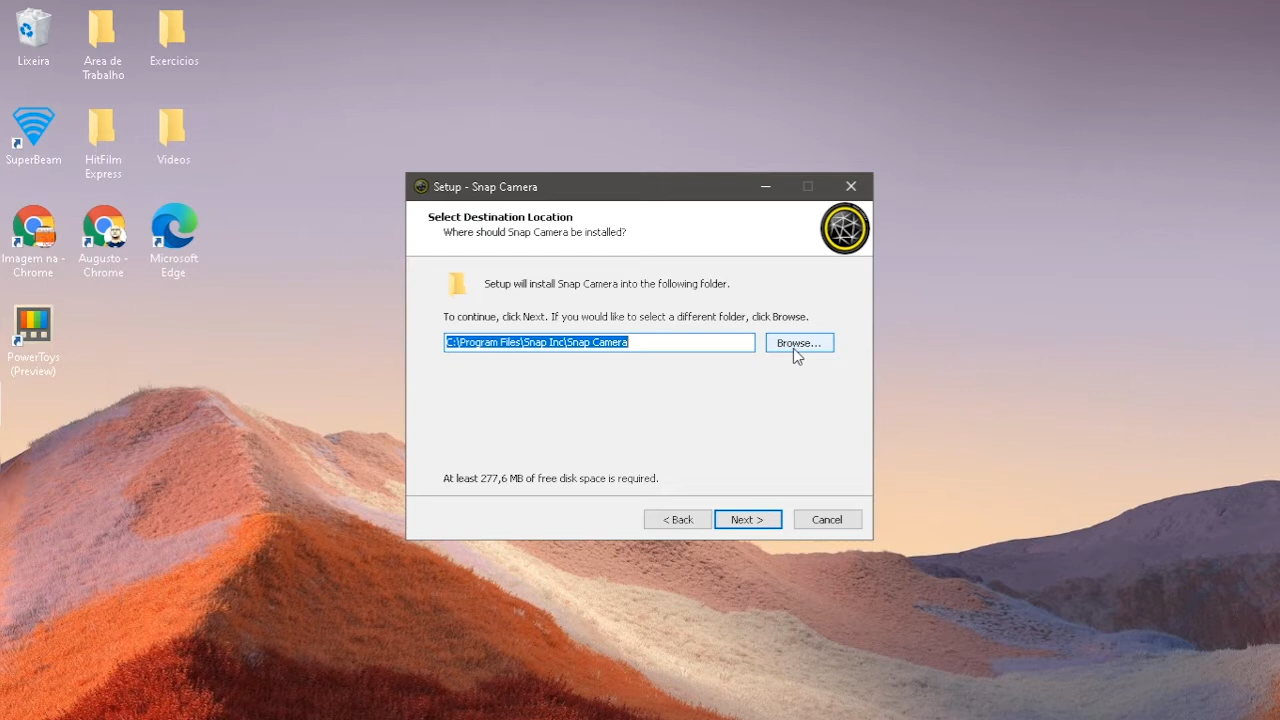 Lixeira
Area de
Trabalho
Exercicios
SuperBeam
HitFilm
Express
Videos
Imagem na -
Chrome
Augusto -
Chrome
Microsoft
Edge
PowerToys
(Preview)
Setup - Snap Camera
Select Destination Location
Where should Snap Camera be installed?
Setup will install Snap Camera into the following folder.
To continue, click Next. If you would like to select a different folder, click Browse.
C:\Program Files\Snap Inc\Snap Camera
Browse...
At least 277,6 MB of free disk space is required.
< Back
Next >
Cancel